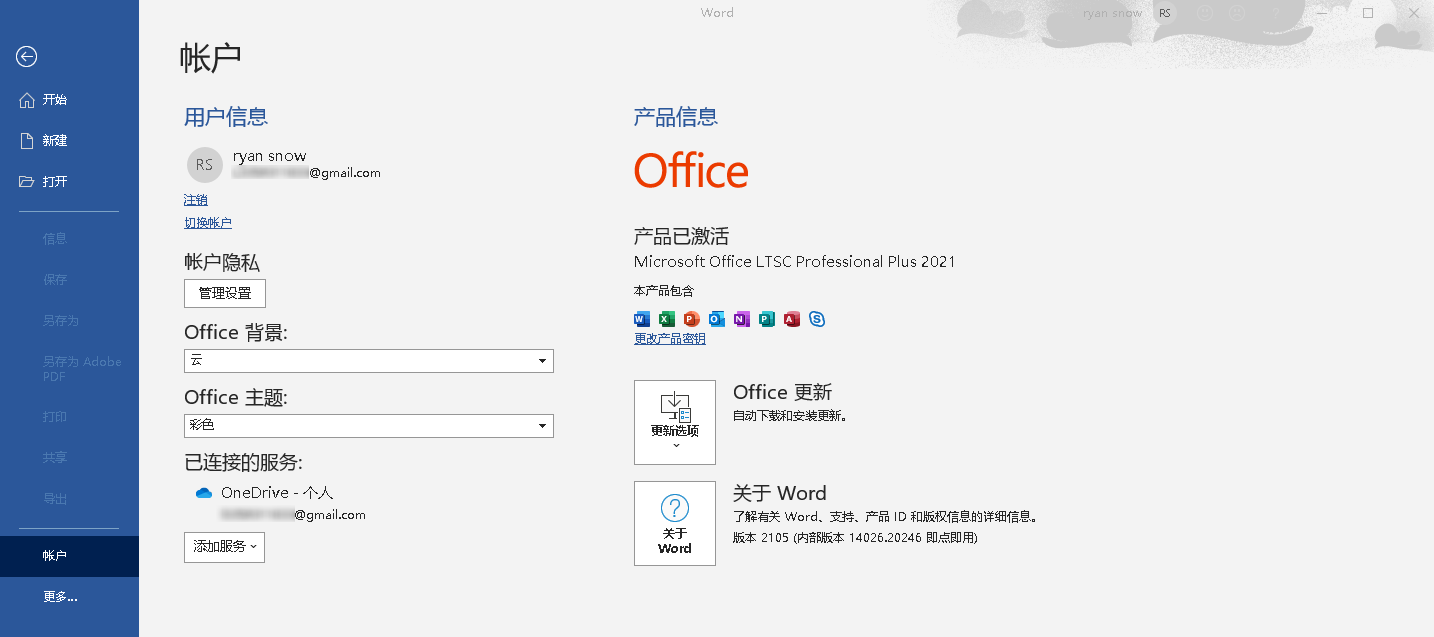 Word
ryan snow
RS
帐户
开始
新建
打开
信息
保存
另存为
另存为 Adobe
PDF
打印
共享
导出
帐户
更多...
用户信息
RS
ryan snow
@gmail.com
注销
切换帐户
帐户隐私
管理设置
Office 背景:
云
Office 主题:
彩色
已连接的服务:
OneDrive - 个人
@gmail.com
添加服务
产品信息
Office
产品已激活
Microsoft Office LTSC Professional Plus 2021
本产品包含
更改产品密钥
更新选项
Office 更新
自动下载和安装更新。
关于
Word
关于 Word
了解有关 Word、支持、产品 ID 和版权信息的详细信息。
版本 2105 (内部版本 14026.20246 即点即用)